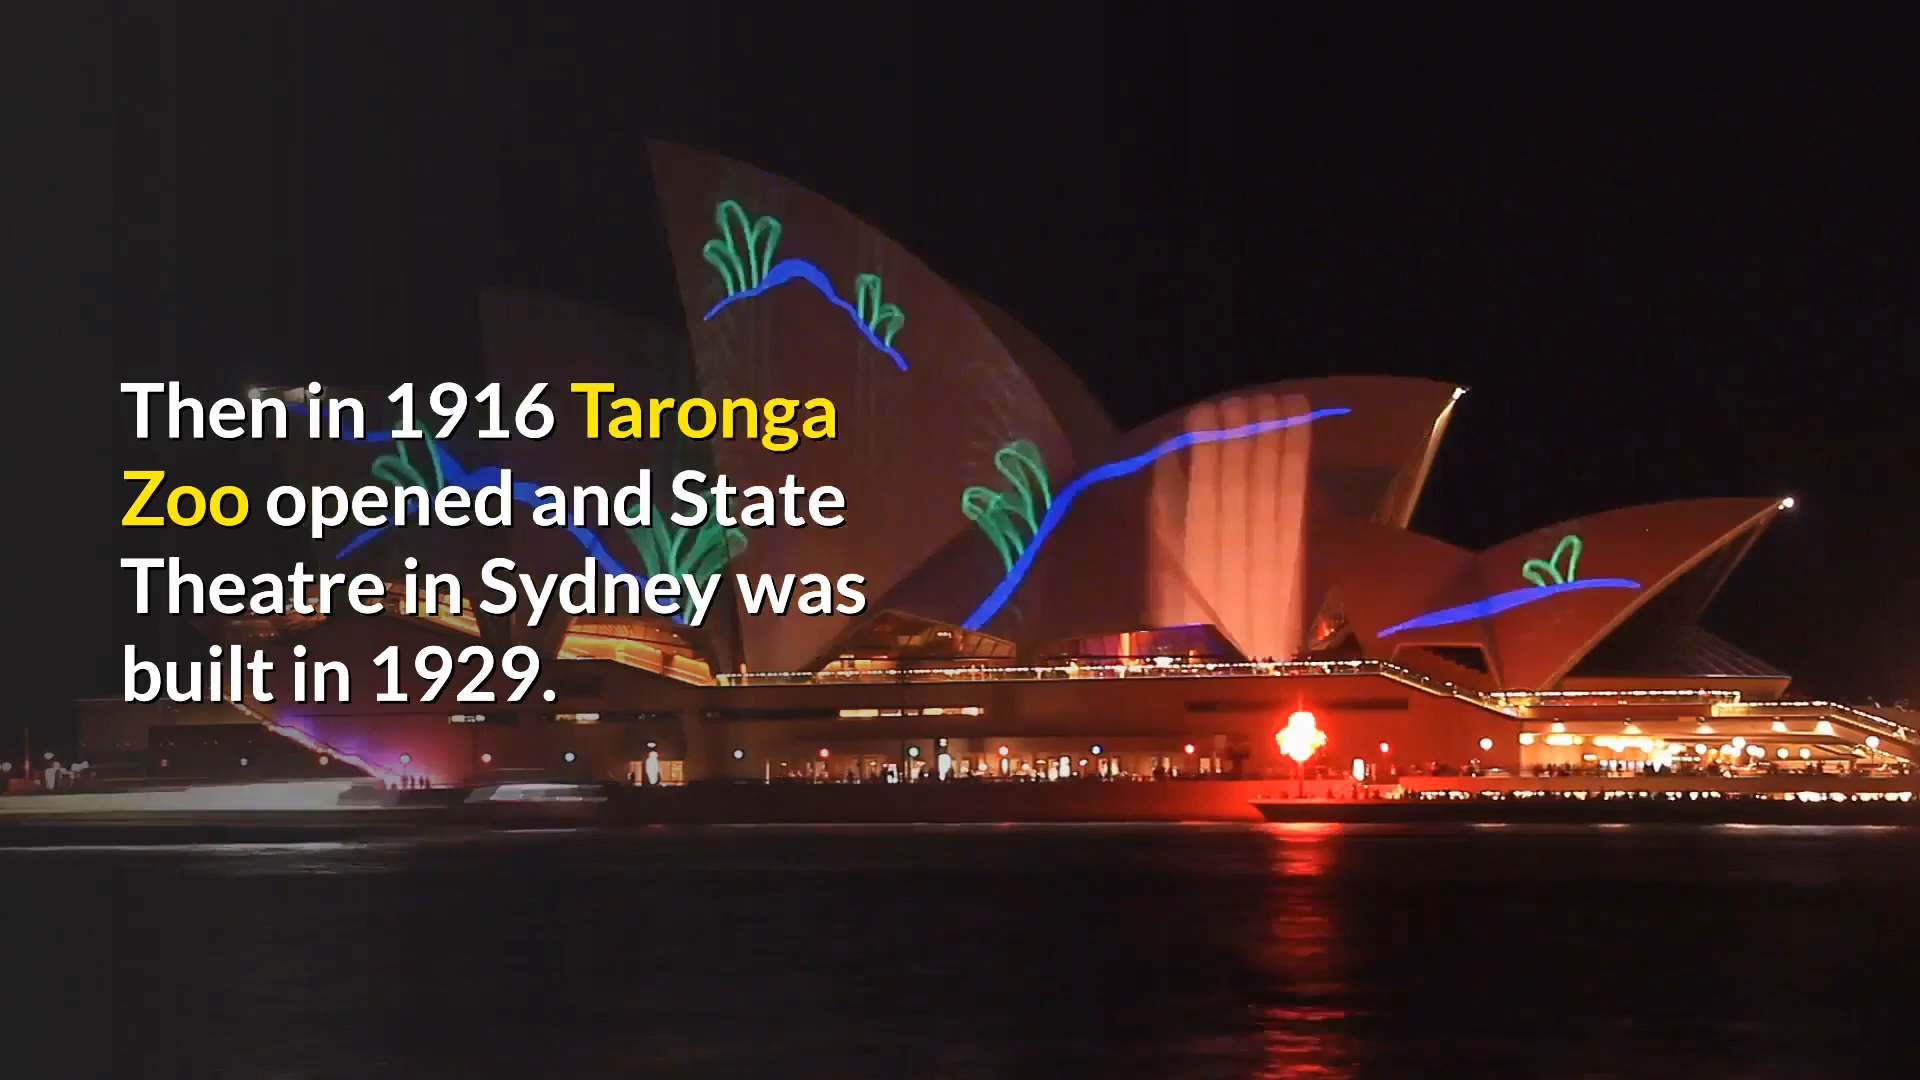 Then in 1916 Taronga
Zoo opened and State
Theatre in Sydney was
built in 1929.